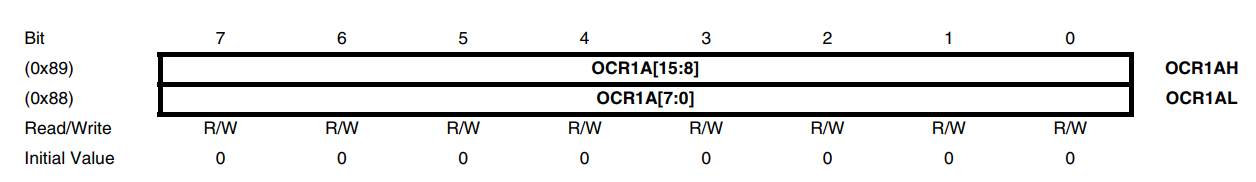 Bit 7 6 5 4 3 2 1 0
(0x89) OCR1A[15:8] OCR1AH
(0x88) OCR1A[7:0] OCR1AL
Read/Write R/W R/W R/W R/W R/W R/W R/W R/W
Initial Value 0 0 0 0 0 0 0 0